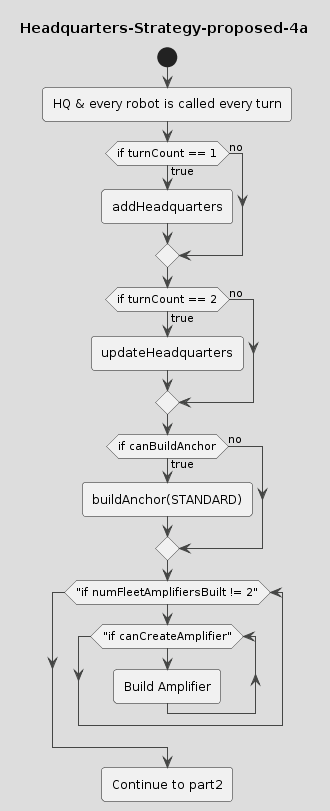 Headquarters-Strategy-proposed-4a
HQ & every robot is called every turn
if turnCount == 1
no
true
addHeadquarters
if turnCount == 2
no
true
updateHeadquarters
if canBuildAnchor
no
true
buildAnchor(STANDARD)
"if numFleetAmplifiersBuilt != 2"
"if canCreateAmplifier"
Build Amplifier
Continue to part2